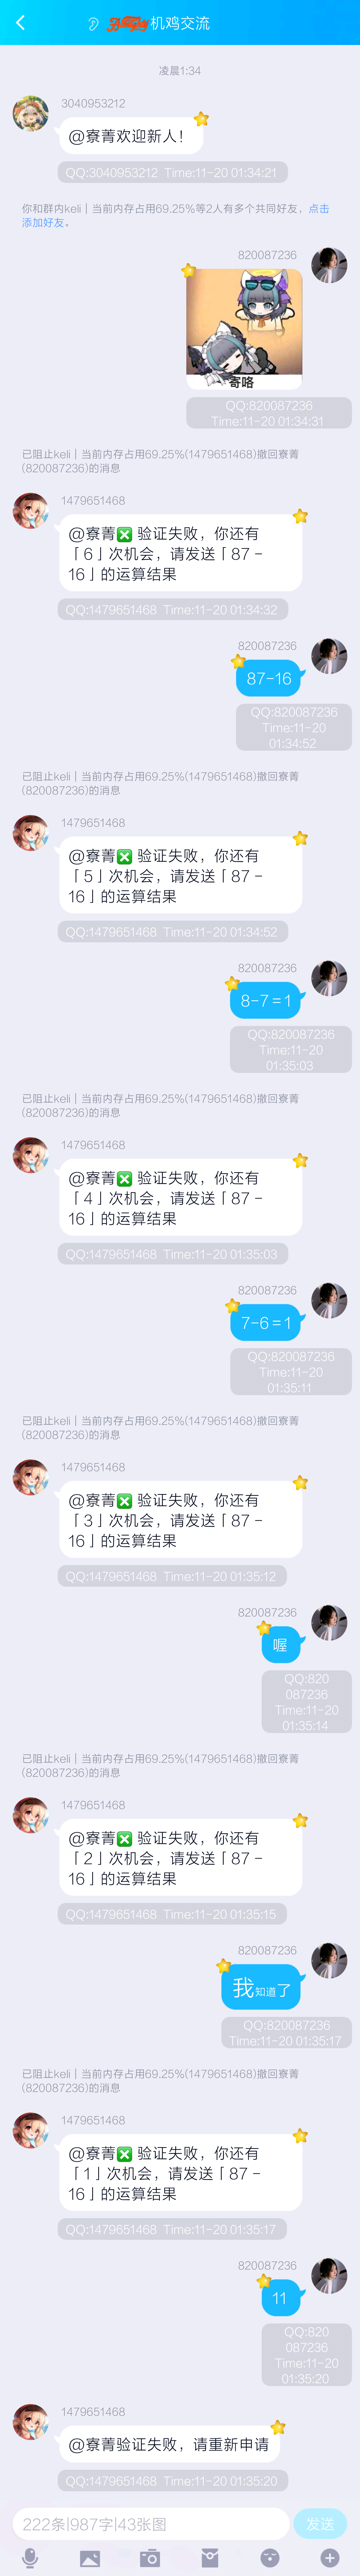 机鸡交流
凌晨1:34
3040953212
@寮菁欢迎新人！
QQ:3040953212 Time:11-20 01:34:21
你和群内keli｜当前内存占用69.25%等2人有多个共同好友，点击
添加好友。
820087236
寄咯
QQ:820087236
Time:11-20 01:34:31
已阻止keli｜当前内存占用69.25%(1479651468)撤回寮菁
(820087236)的消息
1479651468
@寮菁❎ 验证失败，你还有
「6」次机会，请发送「87 -
16」的运算结果
QQ:1479651468 Time:11-20 01:34:32
820087236
87-16
QQ:820087236
Time:11-20
01:34:52
已阻止keli｜当前内存占用69.25%(1479651468)撤回寮菁
(820087236)的消息
1479651468
@寮菁❎ 验证失败，你还有
「5」次机会，请发送「87 -
16」的运算结果
QQ:1479651468 Time:11-20 01:34:52
820087236
8-7=1
QQ:820087236
Time:11-20
01:35:03
已阻止keli｜当前内存占用69.25%(1479651468)撤回寮菁
(820087236)的消息
1479651468
@寮菁❎ 验证失败，你还有
「4」次机会，请发送「87 -
16」的运算结果
QQ:1479651468 Time:11-20 01:35:03
820087236
7-6=1
QQ:820087236
Time:11-20
01:35:11
已阻止keli｜当前内存占用69.25%(1479651468)撤回寮菁
(820087236)的消息
1479651468
@寮菁❎ 验证失败，你还有
「3」次机会，请发送「87 -
16」的运算结果
QQ:1479651468 Time:11-20 01:35:12
820087236
喔
QQ:820
087236
Time:11-20
01:35:14
已阻止keli｜当前内存占用69.25%(1479651468)撤回寮菁
(820087236)的消息
1479651468
@寮菁❎ 验证失败，你还有
「2」次机会，请发送「87 -
16」的运算结果
QQ:1479651468 Time:11-20 01:35:15
820087236
我知道了
QQ:820087236
Time:11-20 01:35:17
已阻止keli｜当前内存占用69.25%(1479651468)撤回寮菁
(820087236)的消息
1479651468
@寮菁❎ 验证失败，你还有
「1」次机会，请发送「87 -
16」的运算结果
QQ:1479651468 Time:11-20 01:35:17
820087236
11
QQ:820
087236
Time:11-20
01:35:20
1479651468
@寮菁验证失败，请重新申请
QQ:1479651468 Time:11-20 01:35:20
222条|987字|43张图
发送